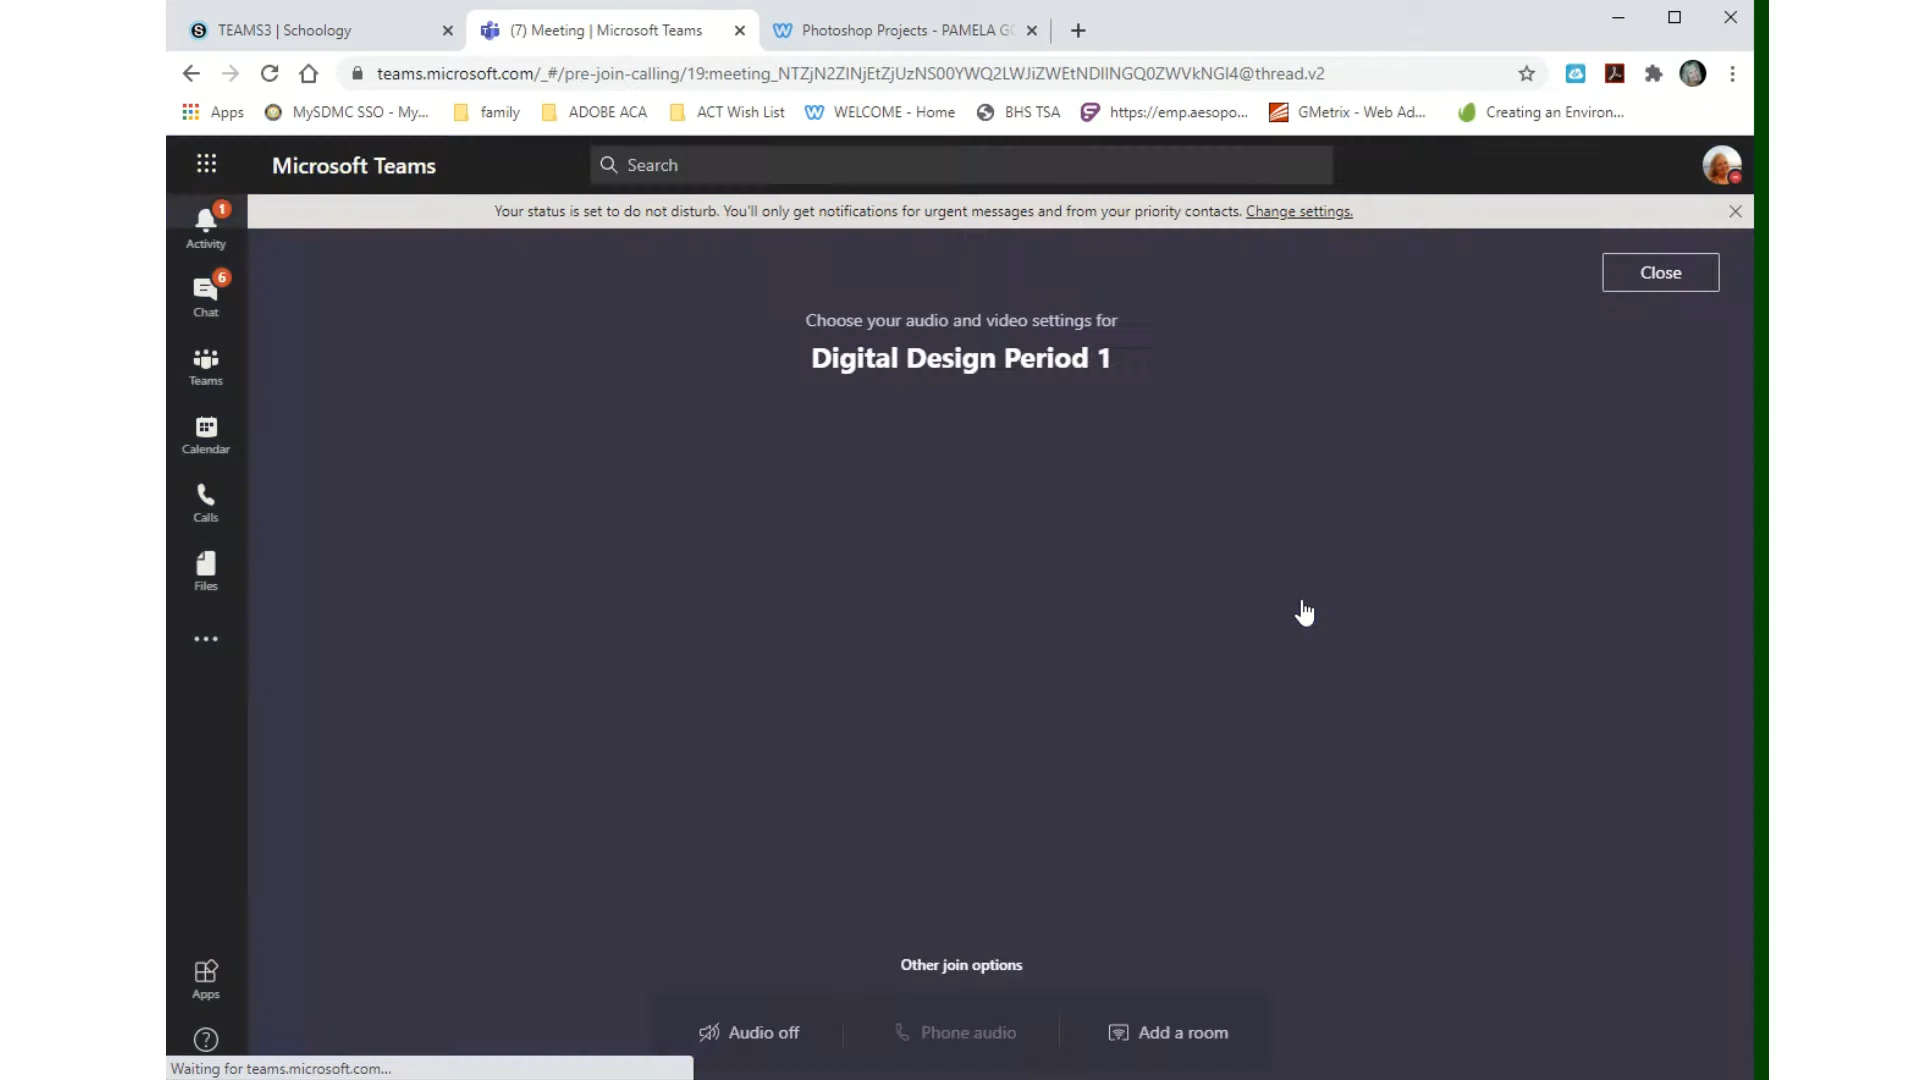 TEAMS3 | Schoology
(7) Meeting | Microsoft Teams
Photoshop Projects - PAMELA GO
teams.microsoft.com/_#/pre-join-calling/19:meeting_NTZjN2ZINjEtZjUzNS00YWQ2LWJiZWEtNDllNGQ0ZWVkNGI4@thread.v2
Apps
MySDMC SSO - My...
family
ADOBE ACA
ACT Wish List
WELCOME - Home
BHS TSA
https://emp.aesopo...
GMetrix - Web Ad...
Creating an Environ...
Microsoft Teams
Search
1
Your status is set to do not disturb. You'll only get notifications for urgent messages and from your priority contacts. Change settings.
Activity
Close
6
Chat
Choose your audio and video settings for
Digital Design Period 1
Teams
Calendar
Calls
Files
Other join options
Apps
Audio off
Phone audio
Add a room
Waiting for teams.microsoft.com...